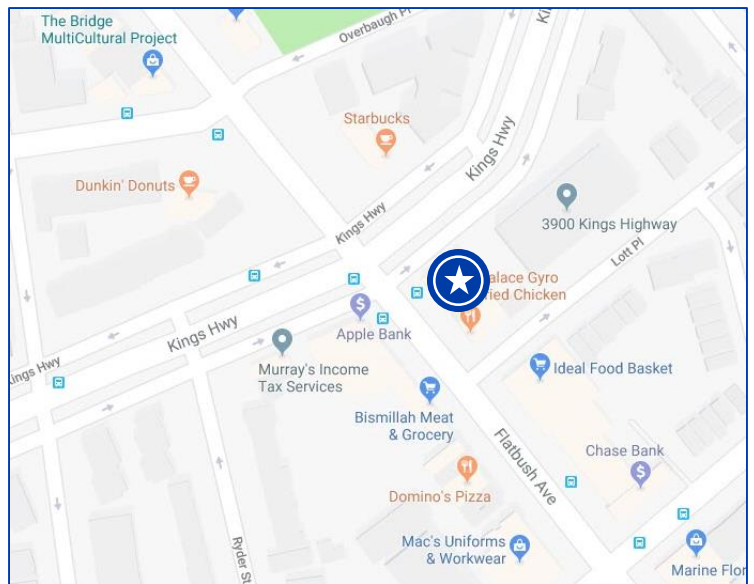 The Bridge
MultiCultural Project
Overbaugh Pl
Starbucks
Kings Hwy
Dunkin' Donuts
Kings Hwy
3900 Kings Highway
Lott Pl
alace Gyro
ried Chicken
Apple Bank
Kings Hwy
Kings Hwy
Murray's Income
Tax Services
Ideal Food Basket
Bismillah Meat
& Grocery
Flatbush Ave
Chase Bank
Domino's Pizza
Mac's Uniforms
& Workwear
Ryder St
Marine Flor